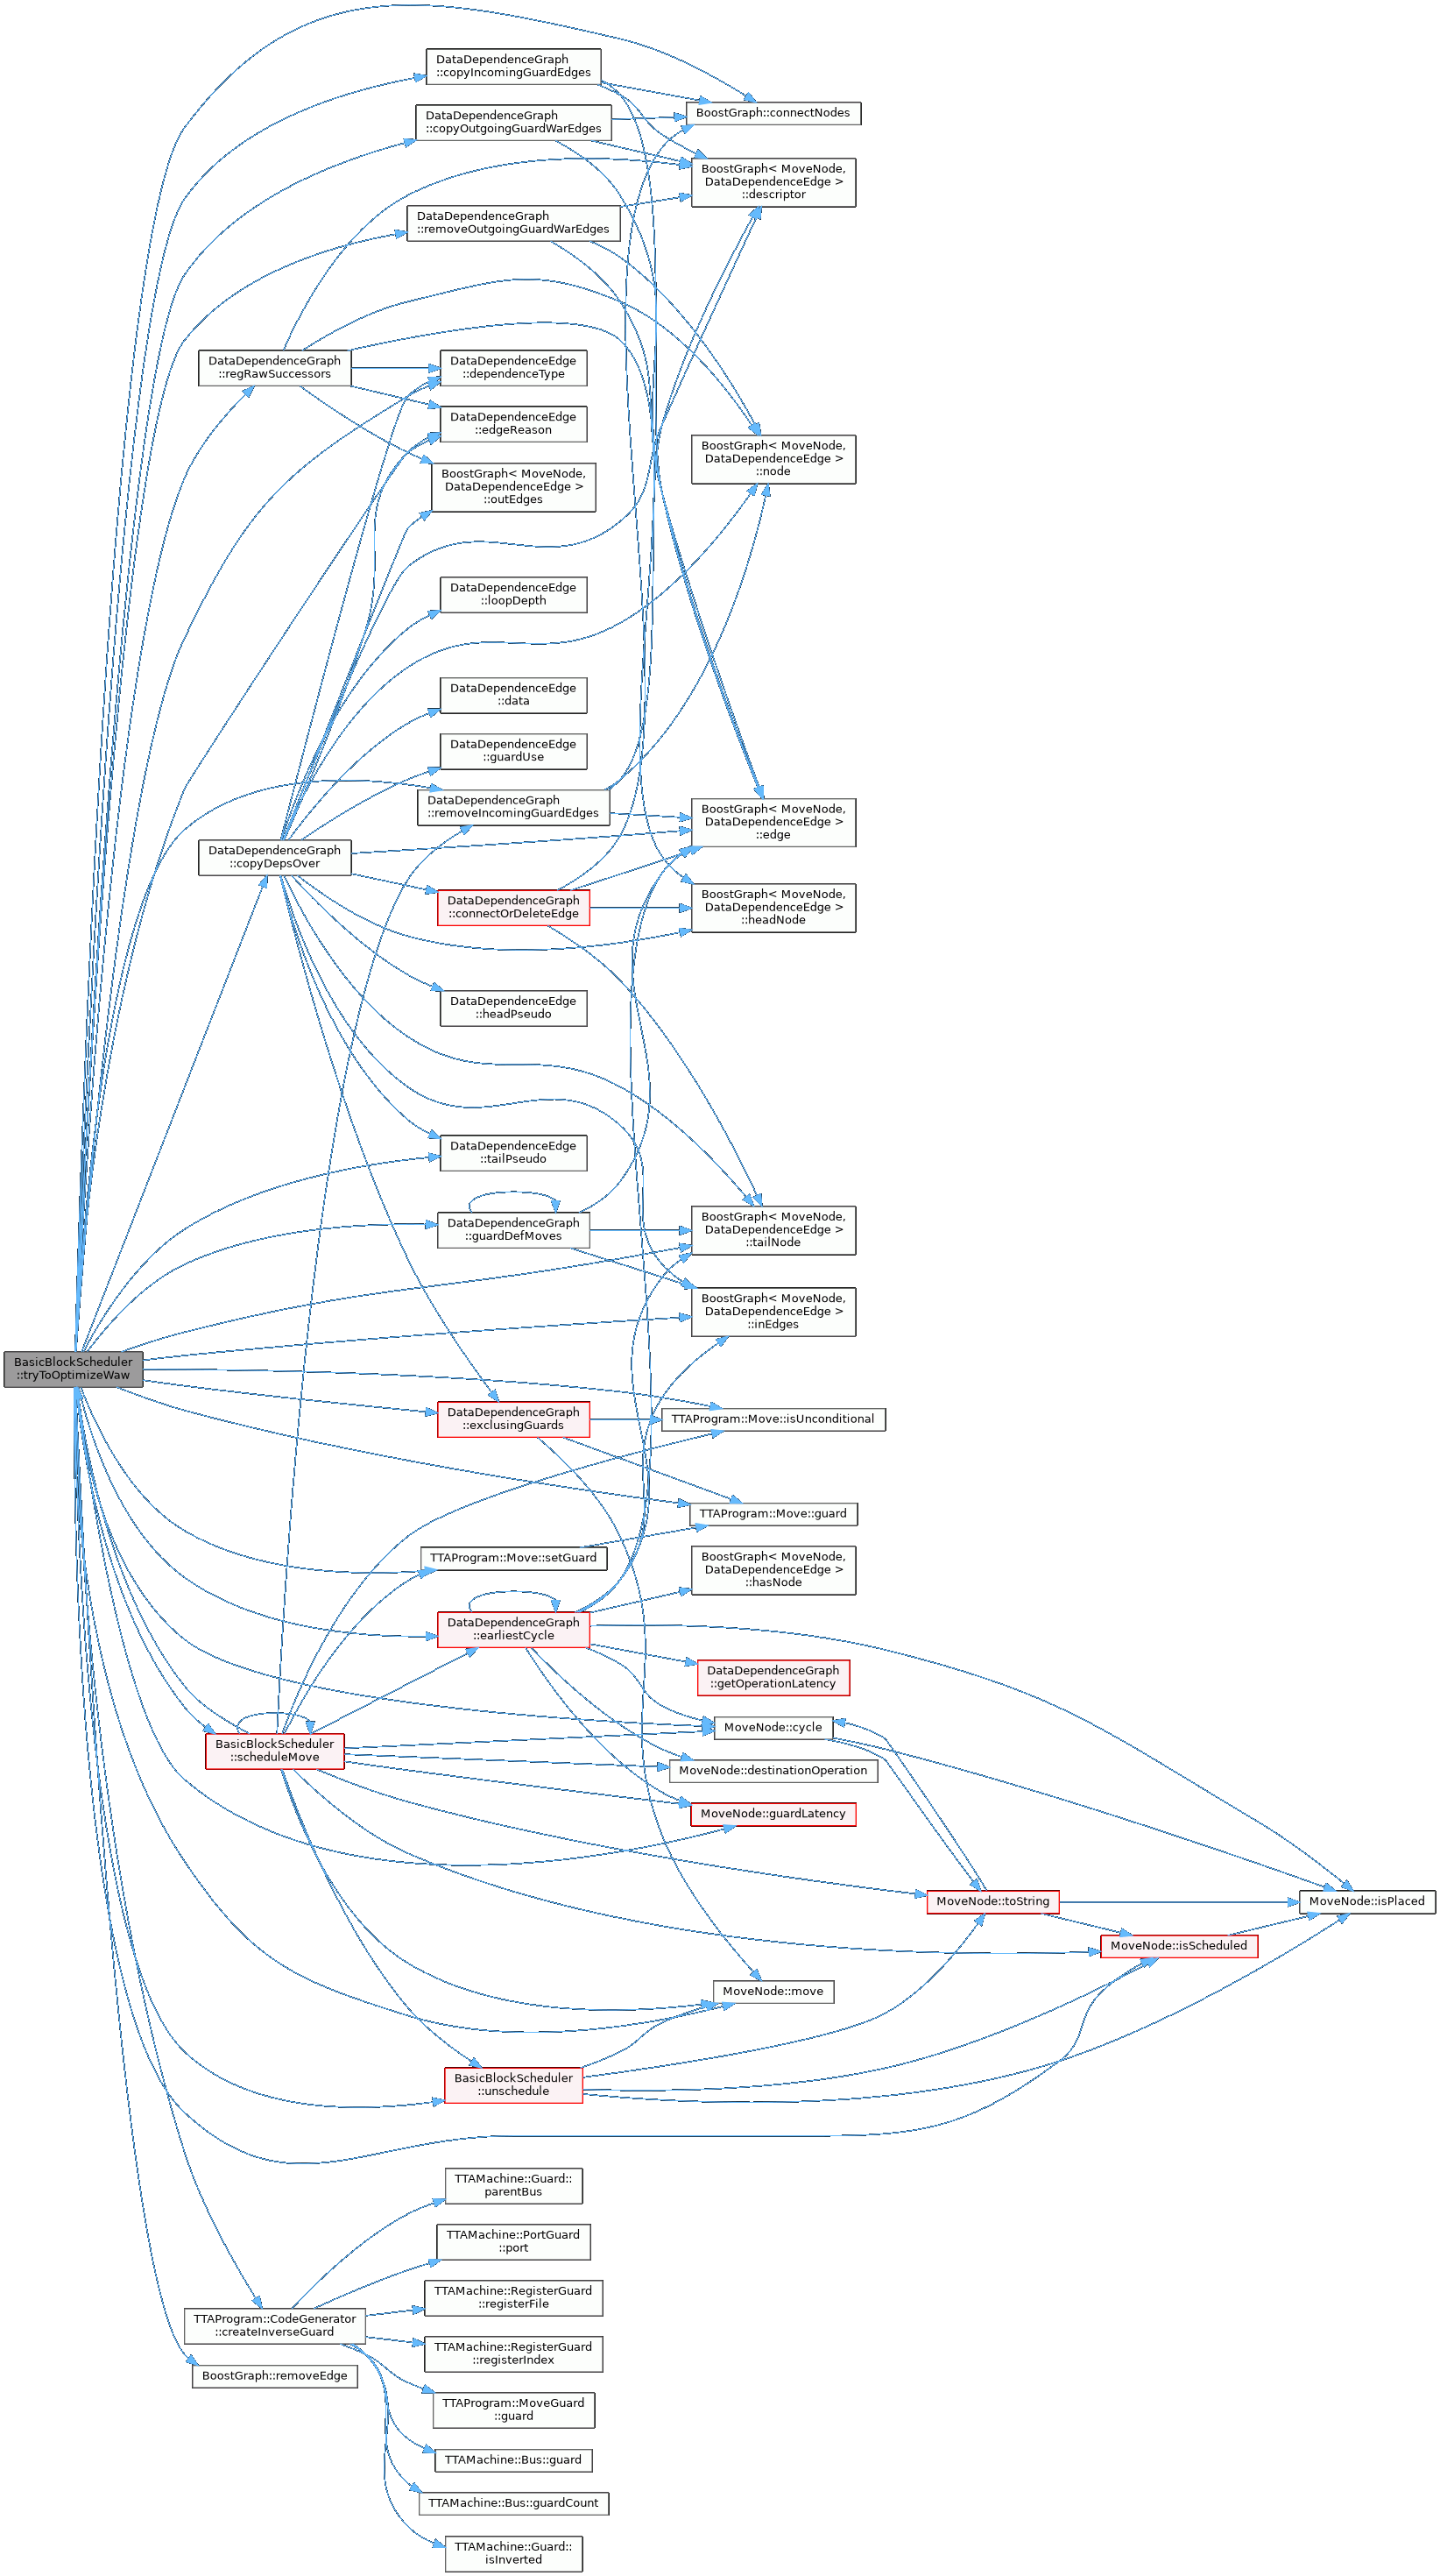 DataDependenceGraph
::copyIncomingGuardEdges
BoostGraph::connectNodes
DataDependenceGraph
::copyOutgoingGuardWarEdges
BoostGraph< MoveNode,
DataDependenceEdge >
::descriptor
DataDependenceGraph
::removeOutgoingGuardWarEdges
DataDependenceGraph
::regRawSuccessors
DataDependenceEdge
::dependenceType
DataDependenceEdge
::edgeReason
BoostGraph< MoveNode,
DataDependenceEdge >
::node
BoostGraph< MoveNode,
DataDependenceEdge >
::outEdges
DataDependenceEdge
::loopDepth
DataDependenceEdge
::data
DataDependenceEdge
::guardUse
DataDependenceGraph
::removeIncomingGuardEdges
BoostGraph< MoveNode,
DataDependenceEdge >
::edge
DataDependenceGraph
::copyDepsOver
DataDependenceGraph
::connectOrDeleteEdge
BoostGraph< MoveNode,
DataDependenceEdge >
::headNode
DataDependenceEdge
::headPseudo
DataDependenceEdge
::tailPseudo
DataDependenceGraph
::guardDefMoves
BoostGraph< MoveNode,
DataDependenceEdge >
::tailNode
BoostGraph< MoveNode,
DataDependenceEdge >
::inEdges
BasicBlockScheduler
::tryToOptimizeWaw
DataDependenceGraph
::exclusingGuards
TTAProgram::Move::isUnconditional
TTAProgram::Move::guard
TTAProgram::Move::setGuard
BoostGraph< MoveNode,
DataDependenceEdge >
::hasNode
DataDependenceGraph
::earliestCycle
DataDependenceGraph
::getOperationLatency
MoveNode::cycle
BasicBlockScheduler
::scheduleMove
MoveNode::destinationOperation
MoveNode::guardLatency
MoveNode::toString
MoveNode::isPlaced
MoveNode::isScheduled
MoveNode::move
BasicBlockScheduler
::unschedule
TTAMachine::Guard::
parentBus
TTAMachine::PortGuard
::port
TTAMachine::RegisterGuard
::registerFile
TTAProgram::CodeGenerator
::createInverseGuard
TTAMachine::RegisterGuard
::registerIndex
BoostGraph::removeEdge
TTAProgram::MoveGuard
::guard
TTAMachine::Bus::guard
TTAMachine::Bus::guardCount
TTAMachine::Guard::
isInverted